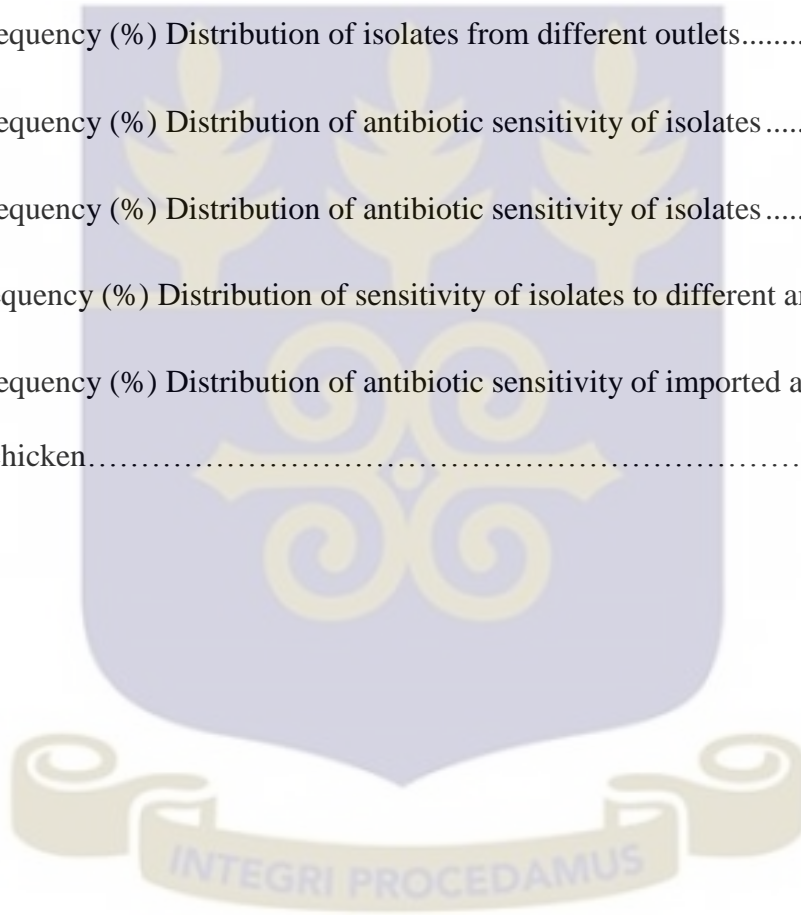 equency (%) Distribution of isolates from different outlets........
equency (%) Distribution of antibiotic sensitivity of isolates.....
equency (%) Distribution of antibiotic sensitivity of isolates.....
equency (%) Distribution of sensitivity of isolates to different
equency (%) Distribution of antibiotic sensitivity of imported a
hicken……………………………………………………………
INTEGRI PROCEDAMUS